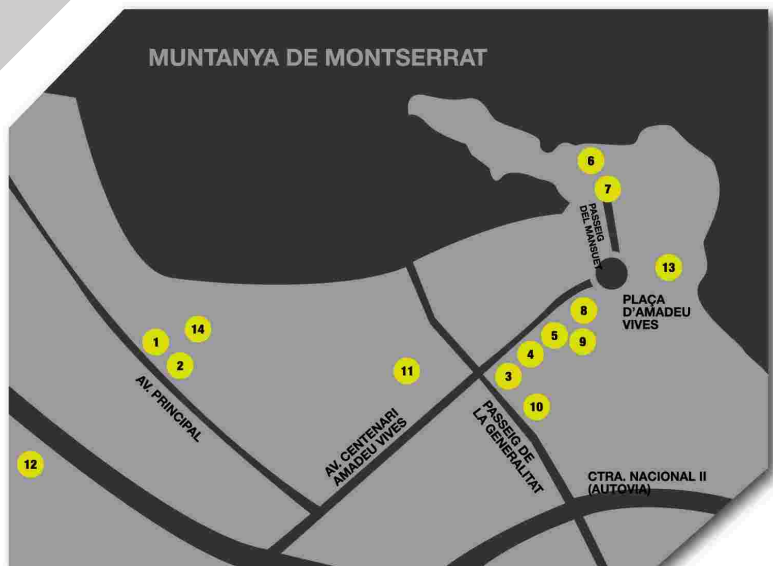 MUNTANYA DE MONTSERRAT
6
7
PASSEIG
DEL MANSUET
13
PLAÇA
D'AMADEU
VIVES
8
14
1
5
9
2
4
11
3
10
AV. PRINCIPAL
AV. CENTENARI
AMADEU VIVES
PASSEIG DE
LA GENERALITAT
12
CTRA. NACIONAL II
(AUTOVIA)